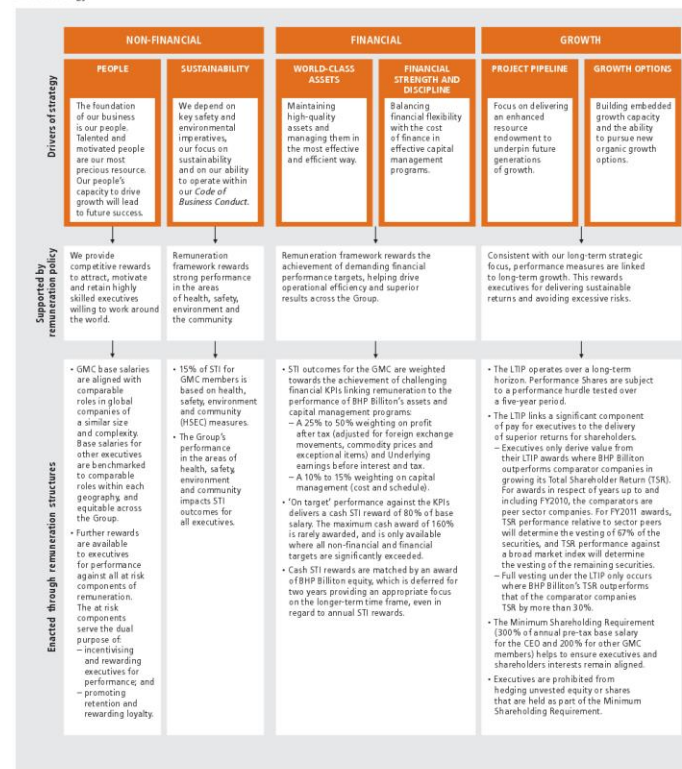 NON-FINANCIAL
FINANCIAL
GROWTH
Drivers of strategy
PEOPLE
The foundation
of our business
is our people.
Talented and
motivated people
are our most
precious resource.
Our people's
capacity to drive
growth will lead
to future success.
SUSTAINABILITY
We depend on
key safety and
environmental
imperatives,
our focus on
sustainability
and on our ability
to operate within
our Code of
Business Conduct.
WORLD-CLASS
ASSETS
Maintaining
high-quality
assets and
managing them in
the most effective
and efficient way.
FINANCIAL
STRENGTH AND
DISCIPLINE
Balancing
financial flexibility
with the cost
of finance in
effective capital
management
programs.
PROJECT PIPELINE
Focus on delivering
an enhanced
resource
endowment to
underpin future
generations
of growth.
GROWTH OPTIONS
Building embedded
growth capacity
and the ability
to pursue new
organic growth
options.
Supported by
remuneration policy
We provide
competitive rewards
to attract, motivate
and retain highly
skilled executives
willing to work around
the world.
Remuneration
framework rewards
strong performance
in the areas
of health, safety,
environment and
the community.
Remuneration framework rewards the
achievement of demanding financial
performance targets, helping drive
operational efficiency and superior
results across the Group.
Consistent with our long-term strategic
focus, performance measures are linked
to long-term growth. This rewards
executives for delivering sustainable
returns and avoiding excessive risks.
Enacted through remuneration structures
• GMC base salaries
are aligned with
comparable
roles in global
companies of
a similar size
and complexity.
Base salaries for
other executives
are benchmarked
to comparable
roles within each
geography, and
equitable across
the Group.
• Further rewards
are available
to executives
for performance
against all at risk
components of
remuneration.
The at risk
components
serve the dual
purpose of:
– incentivising
and rewarding
executives for
performance; and
– promoting
retention and
rewarding loyalty.
• 15% of STI for
GMC members is
based on health,
safety, environment
and community
(HSEC) measures.
• The Group's
performance
in the areas of
health, safety,
environment
and community
impacts STI
outcomes for
all executives.
• STI outcomes for the GMC are weighted
towards the achievement of challenging
financial KPIs linking remuneration to the
performance of BHP Billiton's assets and
capital management programs:
– A 25% to 50% weighting on profit
after tax (adjusted for foreign exchange
movements, commodity prices and
exceptional items) and Underlying
earnings before interest and tax.
– A 10% to 15% weighting on capital
management (cost and schedule).
• 'On target' performance against the KPIs
delivers a cash STI reward of 80% of base
salary. The maximum cash award of 160%
is rarely awarded, and is only available
where all non-financial and financial
targets are significantly exceeded.
• Cash STI rewards are matched by an award
of BHP Billiton equity, which is deferred for
two years providing an appropriate focus
on the longer-term time frame, even in
regard to annual STI rewards.
• The LTIP operates over a long-term
horizon. Performance Shares are subject
to a performance hurdle tested over
a five-year period.
• The LTIP links a significant component
of pay for executives to the delivery
of superior returns for shareholders.
– Executives only derive value from
their LTIP awards where BHP Billiton
outperforms comparator companies in
growing its Total Shareholder Return (TSR).
For awards in respect of years up to and
including FY2010, the comparators are
peer sector companies. For FY2011 awards,
TSR performance relative to sector peers
will determine the vesting of 67% of the
securities, and TSR performance against
a broad market index will determine
the vesting of the remaining securities.
– Full vesting under the LTIP only occurs
where BHP Billiton's TSR outperforms
that of the comparator companies
TSR by more than 30%.
• The Minimum Shareholding Requirement
(300% of annual pre-tax base salary
for the CEO and 200% for other GMC
members) helps to ensure executives and
shareholders interests remain aligned.
• Executives are prohibited from
hedging unvested equity or shares
that are held as part of the Minimum
Shareholding Requirement.